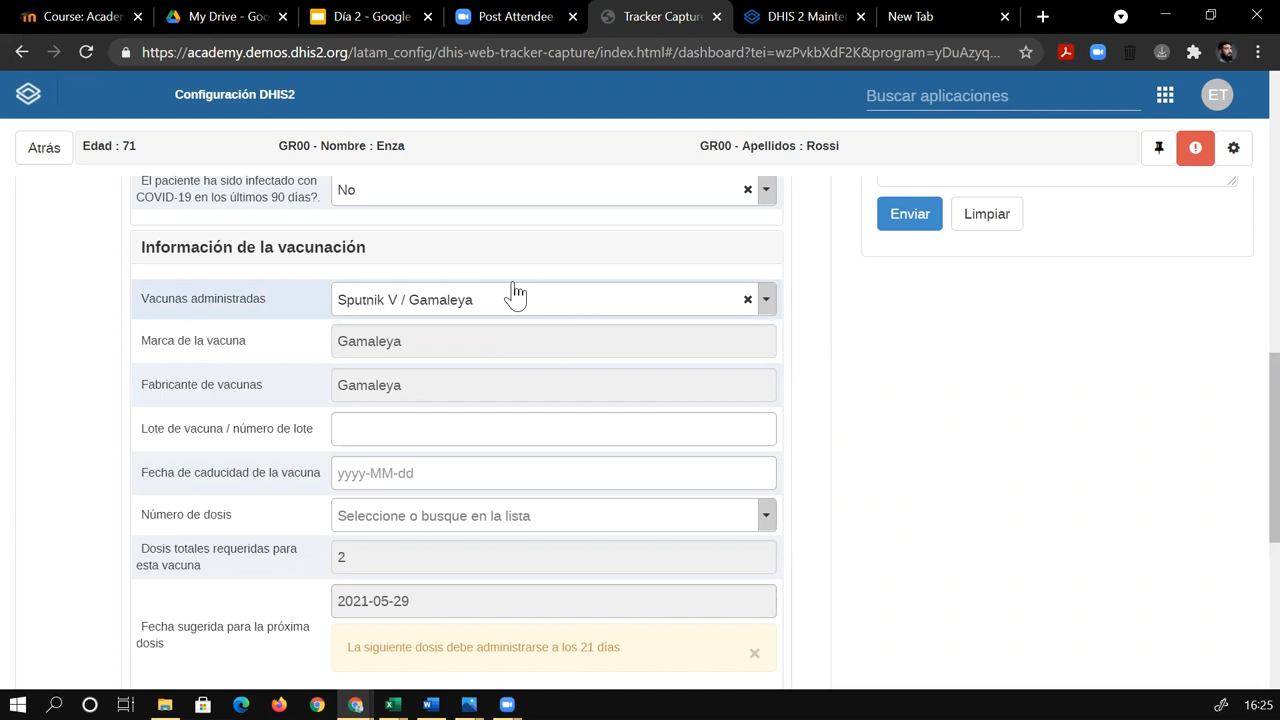 Course: Acader
My Drive - Goo
Día 2 - Google
Post Attendee
Tracker Captur
DHIS 2 Mainter
New Tab
https://academy.demos.dhis2.org/latam_config/dhis-web-tracker-capture/index.html#/dashboard?tei=wzPvkbXdF2K&program=yDuAzyq...
Configuración DHIS2
Buscar aplicaciones
ET
Atrás
Edad : 71
GR00 - Nombre : Enza
GR00 - Apellidos : Rossi
El paciente ha sido infectado con
COVID-19 en los últimos 90 días?.
No
Enviar
Limpiar
Información de la vacunación
Vacunas administradas
Sputnik V / Gamaleya
Marca de la vacuna
Gamaleya
Fabricante de vacunas
Gamaleya
Lote de vacuna / número de lote
Fecha de caducidad de la vacuna
yyyy-MM-dd
Número de dosis
Seleccione o busque en la lista
Dosis totales requeridas para
esta vacuna
2
2021-05-29
Fecha sugerida para la próxima
dosis
La siguiente dosis debe administrarse a los 21 días.
16:25